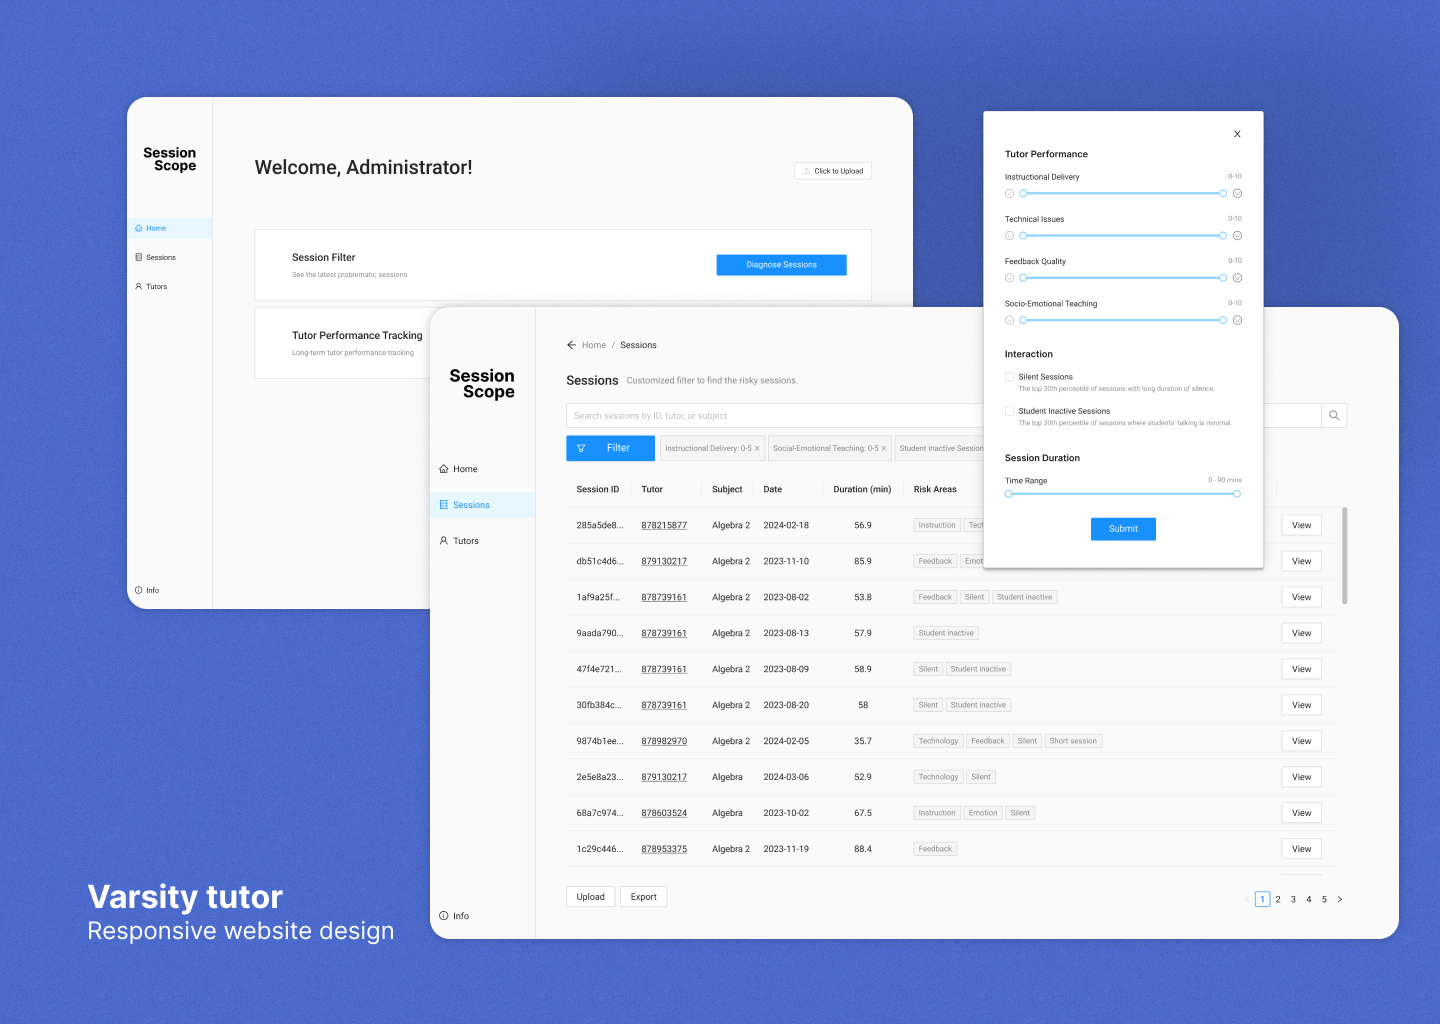 Session
Scope
Home
Sessions
Tutors
Info
Welcome, Administrator!
Click to Upload
Session Filter
See the latest problematic sessions
Diagnose Sessions
Tutor Performance Tracking
Long-term tutor performance tracking
Session
Scope
Home
Sessions
Tutors
Info
Home / Sessions
Sessions Customized filter to find the risky sessions.
Search sessions by ID, tutor, or subject
Filter Instructional Delivery: 0-5 X Social-Emotional Teaching: 0-5 X Student Inactive Session
Session ID Tutor Subject Date Duration (min) Risk Areas
285a5de8... 878215877 Algebra 2 2024-02-18 56.9 Instruction Tech View
db51c4d6... 879130217 Algebra 2 2023-11-10 85.9 Feedback Emot View
1af9a25f... 878739161 Algebra 2 2023-08-02 53.8 Feedback Silent Student inactive View
9aada790... 878739161 Algebra 2 2023-08-13 57.9 Student inactive View
47f4e721... 878739161 Algebra 2 2023-08-09 58.9 Silent Student inactive View
30fb384c... 878739161 Algebra 2 2023-08-20 58 Silent Student inactive View
9874b1ee... 878982970 Algebra 2 2024-02-05 35.7 Technology Feedback Silent Short session View
2e5e8a23... 879130217 Algebra 2024-03-06 52.9 Technology Silent View
68a7c974... 878603524 Algebra 2023-10-02 67.5 Instruction Emotion Silent View
1c29c446... 878953375 Algebra 2 2023-11-19 88.4 Feedback View
Upload Export
< 1 2 3 4 5 >
X
Tutor Performance
Instructional Delivery 0-10
Technical Issues 0-10
Feedback Quality 0-10
Socio-Emotional Teaching 0-10
Interaction
Silent Sessions
The top 30th percentile of sessions with long duration of silence.
Student Inactive Sessions
The top 30th percentile of sessions where students' talking is minimal.
Session Duration
Time Range 0 - 90 mins
Submit
Varsity tutor
Responsive website design